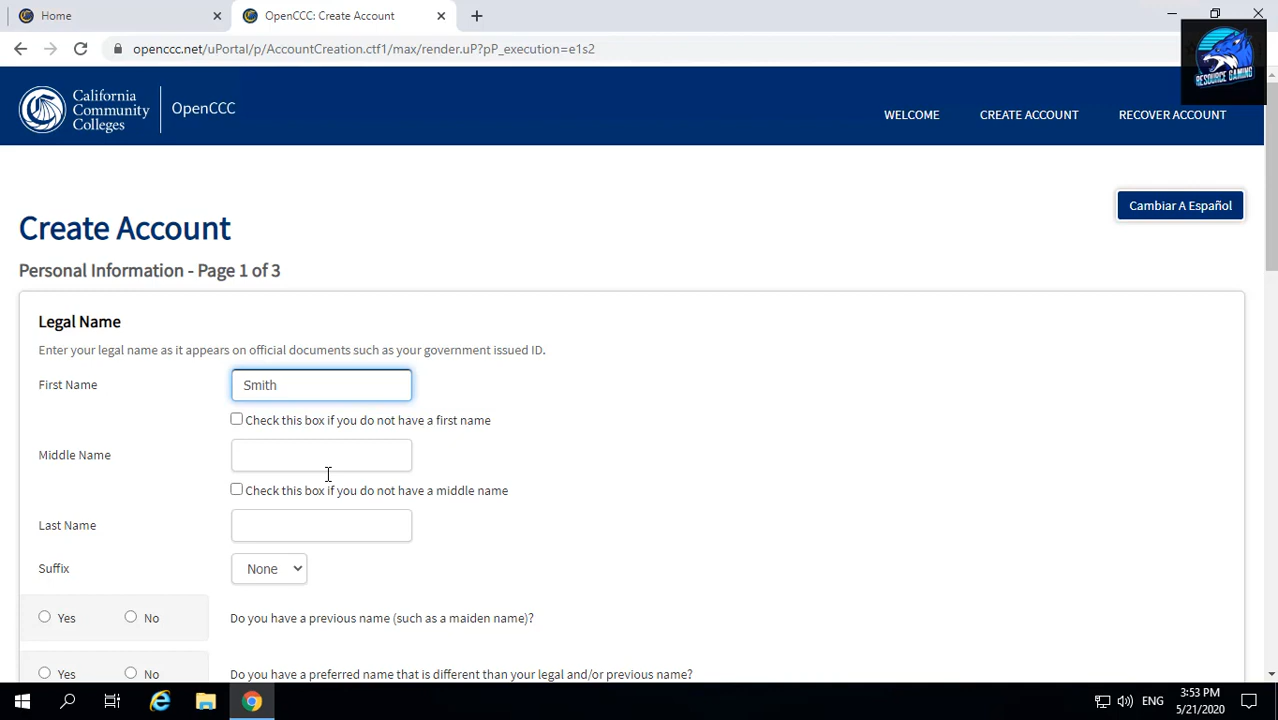 Home
OpenCCC: Create Account
openccc.net/uPortal/p/AccountCreation.ctf1/max/render.uP?pP_execution=e1s2
RESOURCE GAMING
California
Community
Colleges
OpenCCC
WELCOME
CREATE ACCOUNT
RECOVER ACCOUNT
Cambiar A Español
Create Account
Personal Information - Page 1 of 3
Legal Name
Enter your legal name as it appears on official documents such as your government issued ID.
First Name
Smith
Check this box if you do not have a first name
Middle Name
Check this box if you do not have a middle name
Last Name
Suffix
None
Yes No Do you have a previous name (such as a maiden name)?
Yes No Do you have a preferred name that is different than your legal and/or previous name?
ENG
3:53 PM
5/21/2020